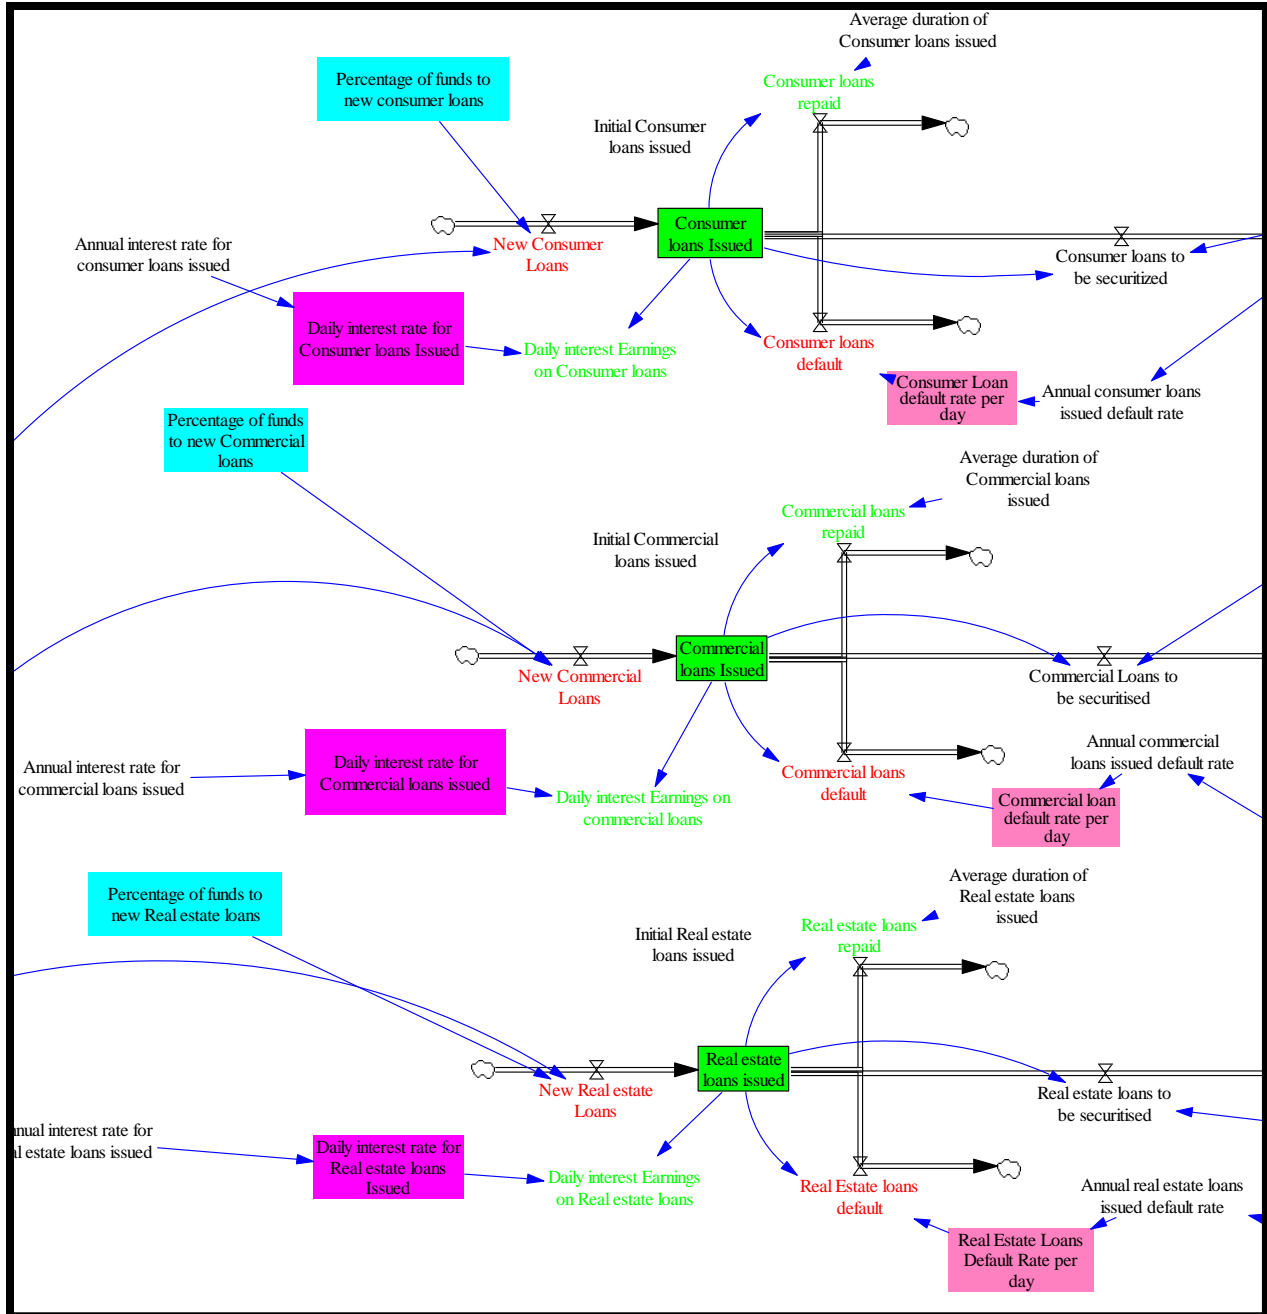 Average duration of
Consumer loans issued
Percentage of funds to
new consumer loans
Consumer loans
repaid
Initial Consumer
loans issued
Consumer
loans Issued
Annual interest rate for
consumer loans issued
New Consumer
Loans
Consumer loans to
be securitized
Daily interest rate for
Consumer loans Issued
Daily interest Earnings
on Consumer loans
Consumer loans
default
Consumer Loan
default rate per
day
Annual consumer loans
issued default rate
Percentage of funds
to new Commercial
loans
Average duration of
Commercial loans
issued
Commercial loans
repaid
Initial Commercial
loans issued
Commercial
loans Issued
New Commercial
Loans
Commercial Loans to
be securitised
Annual interest rate for
commercial loans issued
Daily interest rate for
Commercial loans issued
Daily interest Earnings on
commercial loans
Commercial loans
default
Annual commercial
loans issued default rate
Commercial loan
default rate per
day
Percentage of funds to
new Real estate loans
Average duration of
Real estate loans
issued
Initial Real estate
loans issued
Real estate loans
repaid
Real estate
loans issued
New Real estate
Loans
Real estate loans to
be securitised
nnual interest rate for
al estate loans issued
Daily interest rate for
Real estate loans
Issued
Daily interest Earnings
on Real estate loans
Real Estate loans
default
Annual real estate loans
issued default rate
Real Estate Loans
Default Rate per
day